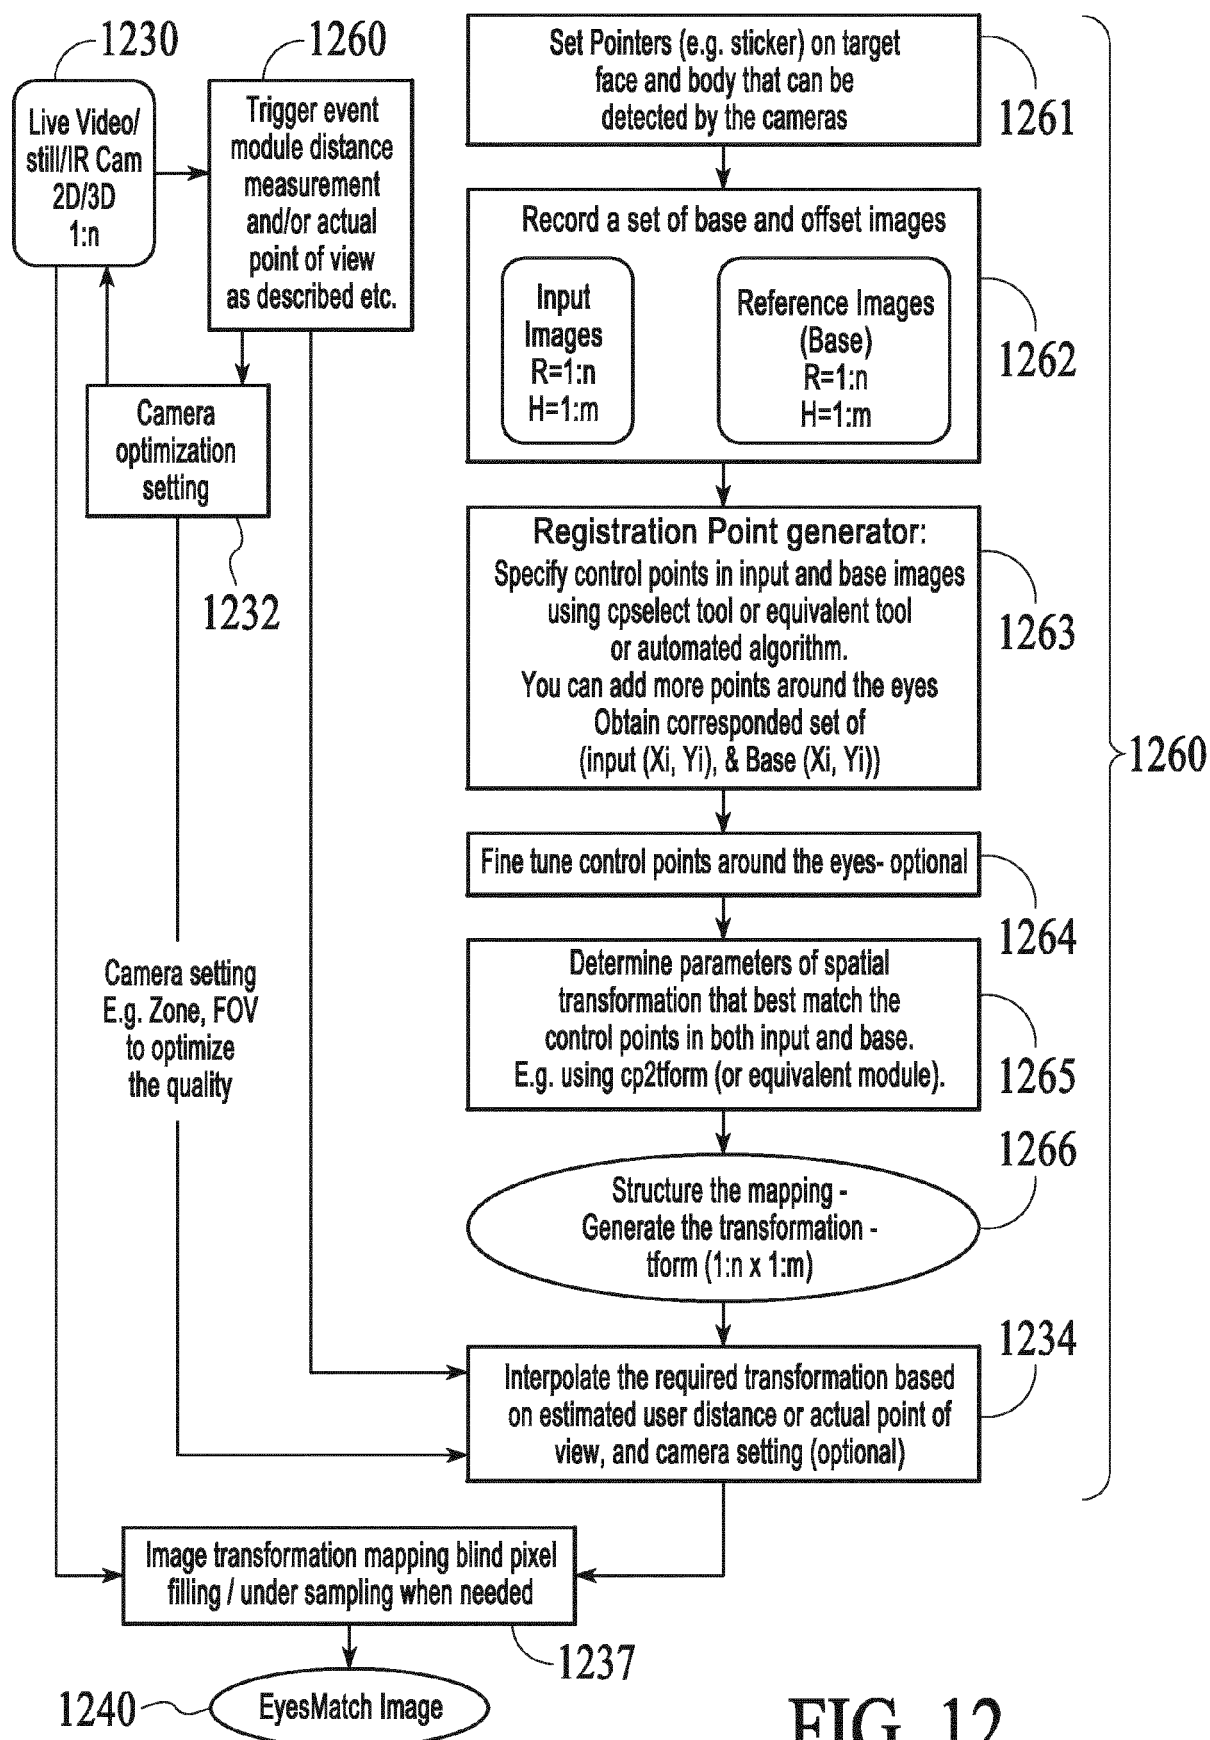 1230
1260
Live Video/
still/IR Cam
2D/3D
1:n
Trigger event
module distance
measurement
and/or actual
point of view
as described etc.
Camera
optimization
setting
1232
Camera setting
E.g. Zone, FOV
to optimize
the quality
Set Pointers (e.g. sticker) on target
face and body that can be
detected by the cameras
1261
Record a set of base and offset images
Input
Images
R=1:n
H=1:m
Reference Images
(Base)
R=1:n
H=1:m
1262
Registration Point generator:
Specify control points in input and base images
using cpselect tool or equivalent tool
or automated algorithm.
You can add more points around the eyes
Obtain corresponded set of
(input (Xi, Yi), & Base (Xi, Yi))
1263
1260
Fine tune control points around the eyes- optional
1264
Determine parameters of spatial
transformation that best match the
control points in both input and base.
E.g. using cp2tform (or equivalent module).
1265
1266
Structure the mapping -
Generate the transformation -
tform (1:n x 1:m)
1234
Interpolate the required transformation based
on estimated user distance or actual point of
view, and camera setting (optional)
Image transformation mapping blind pixel
filling / under sampling when needed
1237
1240
EyesMatch Image
FIG. 12